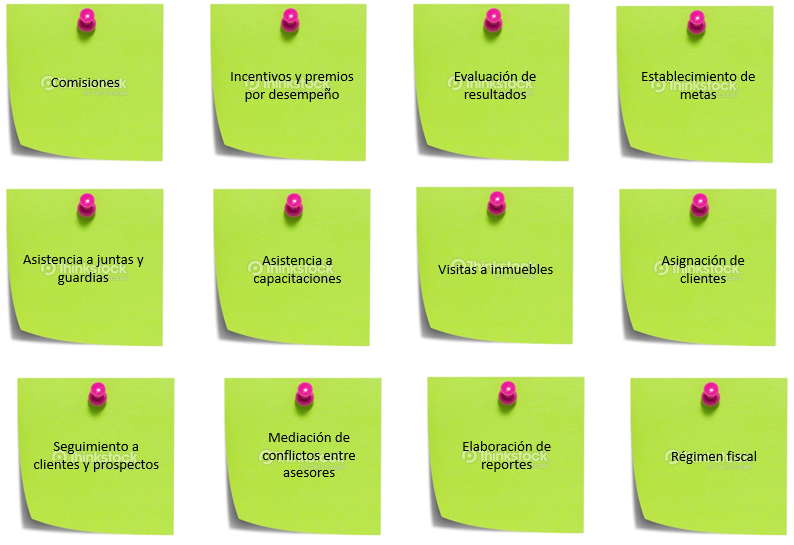 Comisiones
Incentivos y premios
por desempeño
Evaluación de
resultados
Establecimiento de
metas
Asistencia a juntas y
guardias
Asistencia a
capacitaciones
Visitas a inmuebles
Asignación de
clientes
Seguimiento a
clientes y prospectos
Mediación de
conflictos entre
asesores
Elaboración de
reportes
Régimen fiscal